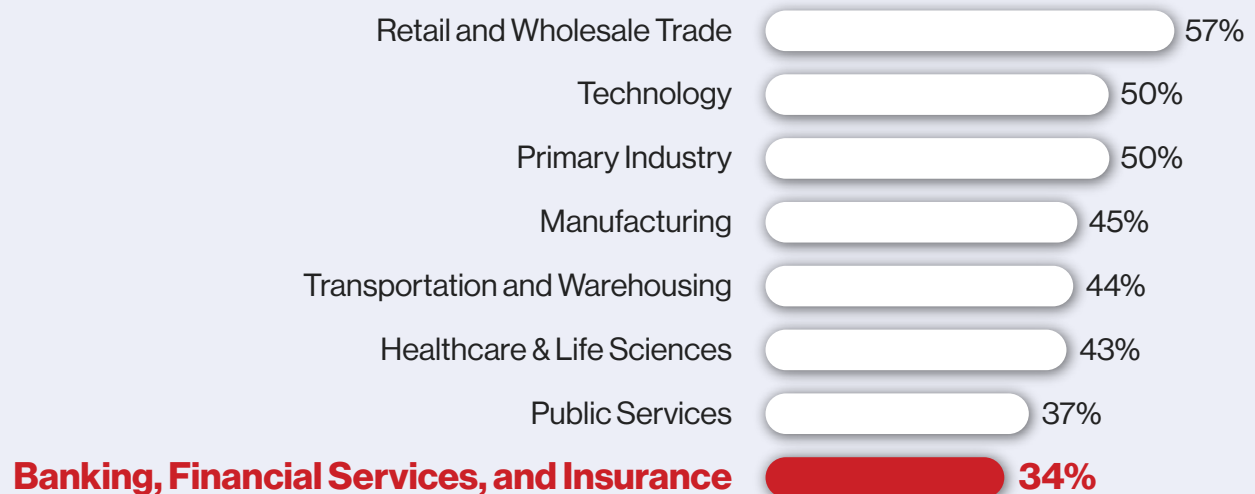 Retail and Wholesale Trade 57%
Technology 50%
Primary Industry 50%
Manufacturing 45%
Transportation and Warehousing 44%
Healthcare & Life Sciences 43%
Public Services 37%
Banking, Financial Services, and Insurance 34%